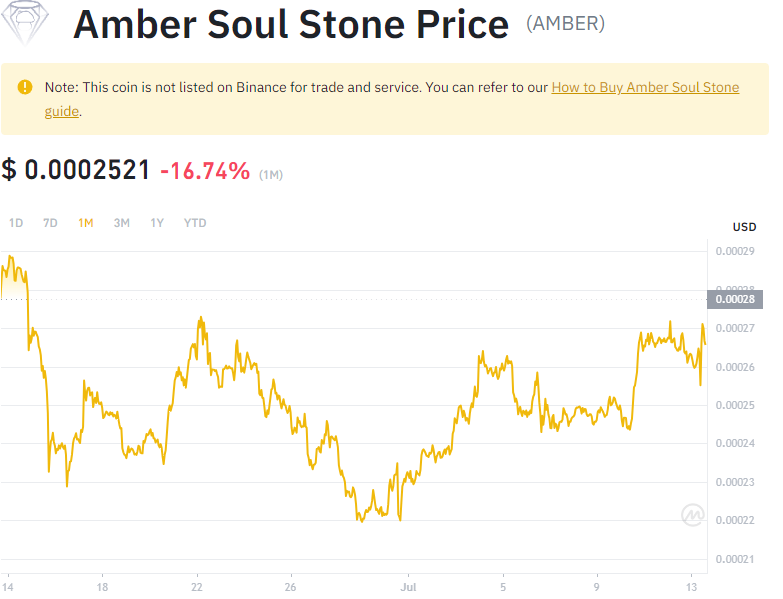 Amber Soul Stone Price (AMBER)
Note: This coin is not listed on Binance for trade and service. You can refer to our How to Buy Amber Soul Stone
guide.
$ 0.0002521 -16.74% (1M)
1D 7D 1M 3M 1Y YTD
USD
0.00029
0.00028
0.00028
0.00027
0.00026
0.00025
0.00024
0.00023
0.00022
0.00021
14 18 22 26 Jul 5 9 13